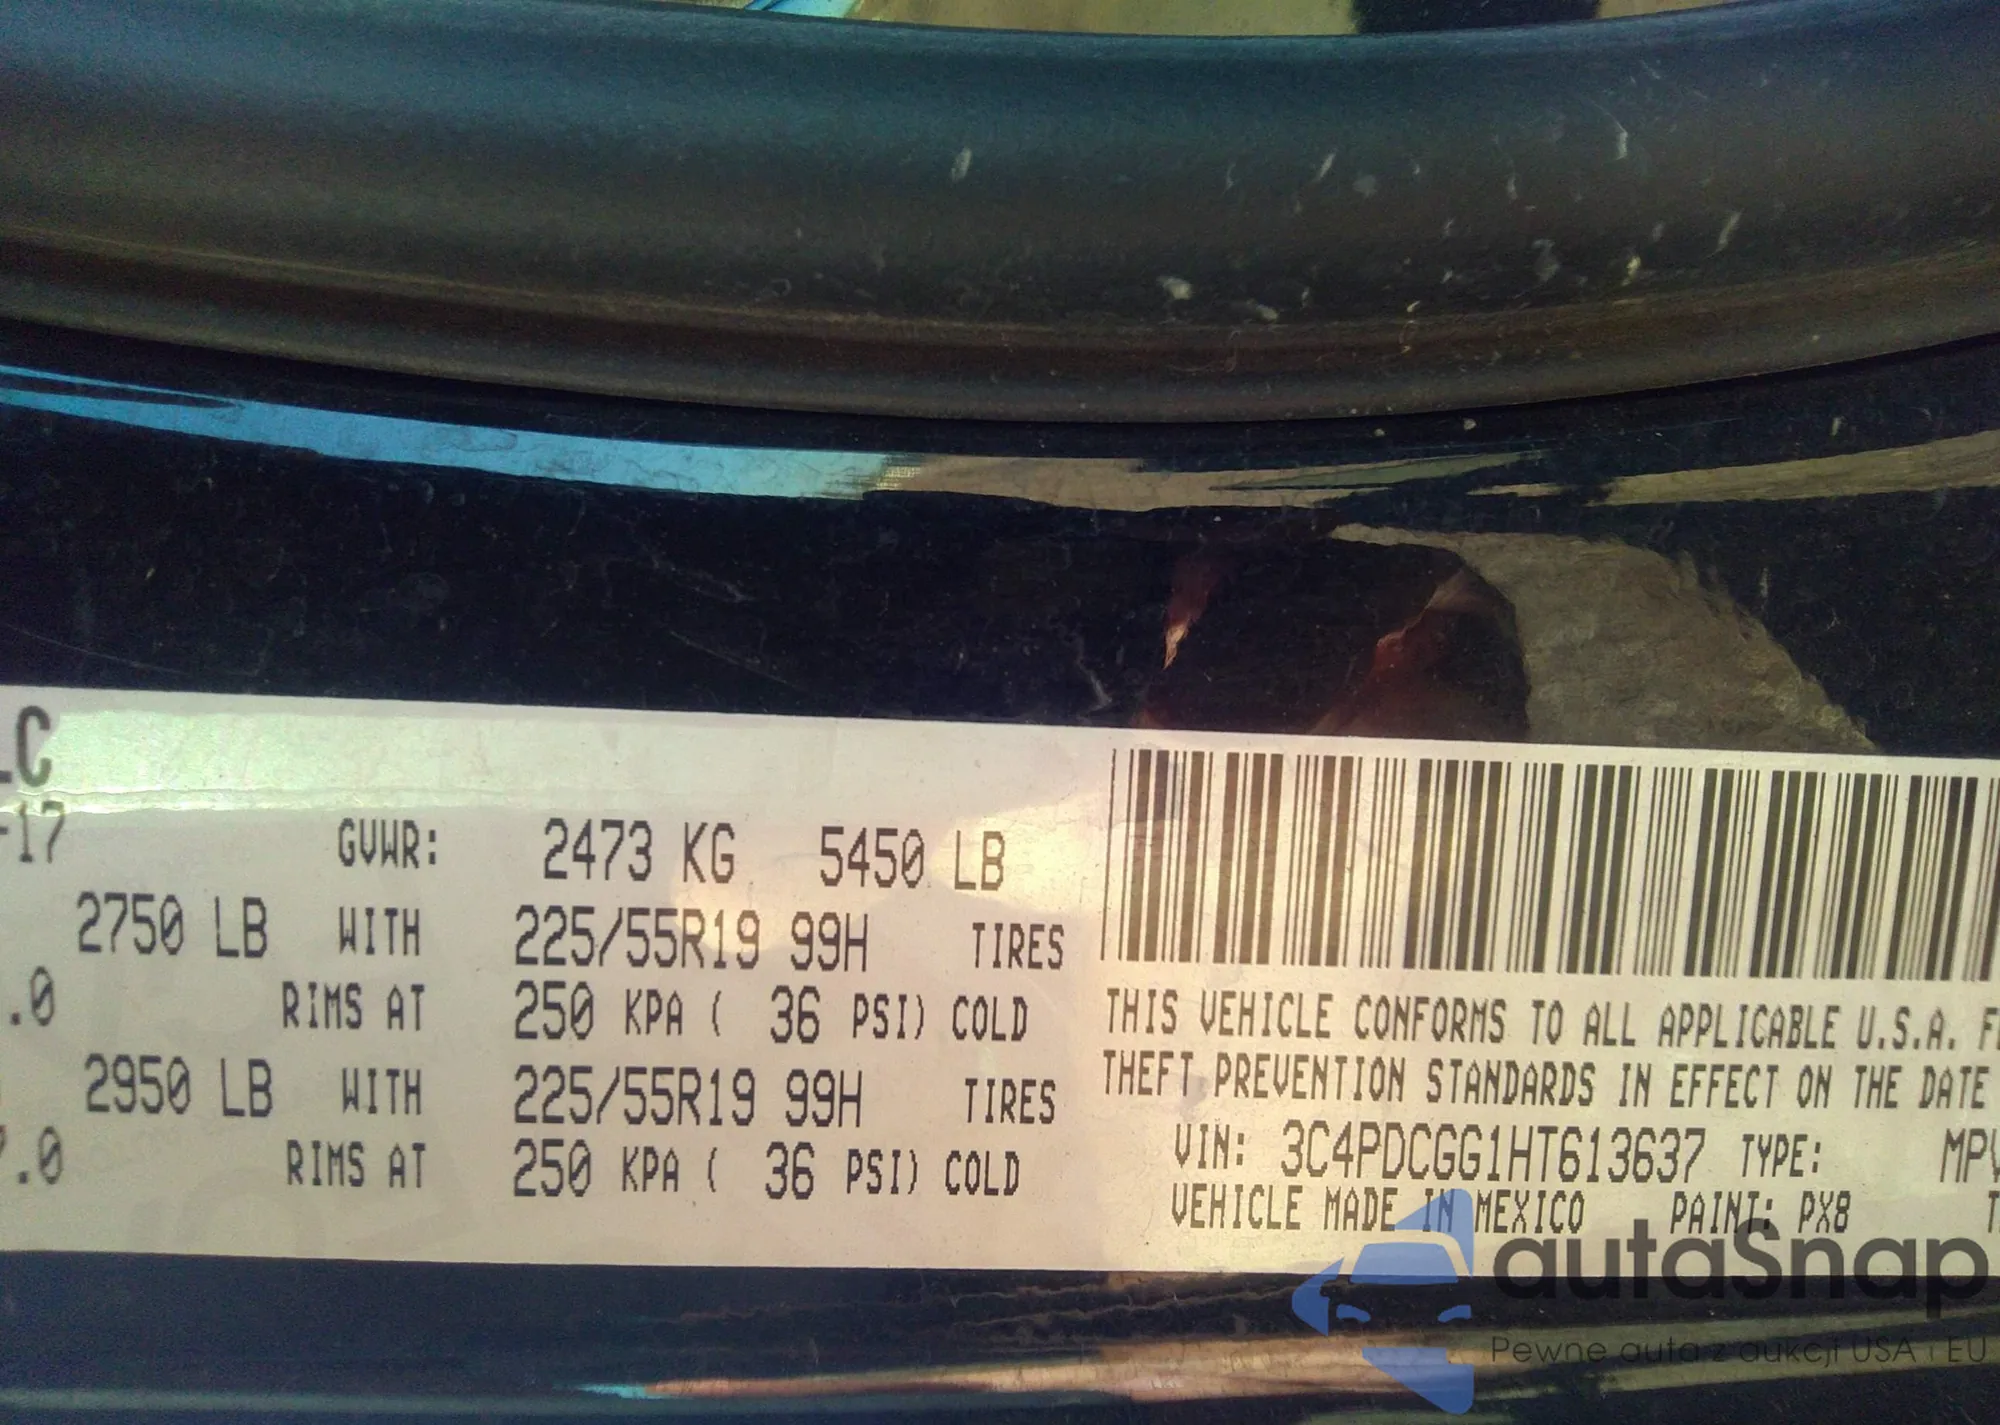 LC
-17 GVWR: 2473 KG 5450 LB
2750 LB WITH 225/55R19 99H TIRES
.0 RIMS AT 250 KPA ( 36 PSI) COLD
2950 LB WITH 225/55R19 99H TIRES
7.0 RIMS AT 250 KPA ( 36 PSI) COLD
THIS VEHICLE CONFORMS TO ALL APPLICABLE U.S.A.
THEFT PREVENTION STANDARDS IN EFFECT ON THE DATE
VIN: 3C4PDCGG1HT613637 TYPE: MPV
VEHICLE MADE IN MEXICO PAINT: PX8
autaSnap
Pewne auta z aukcji USA i EU